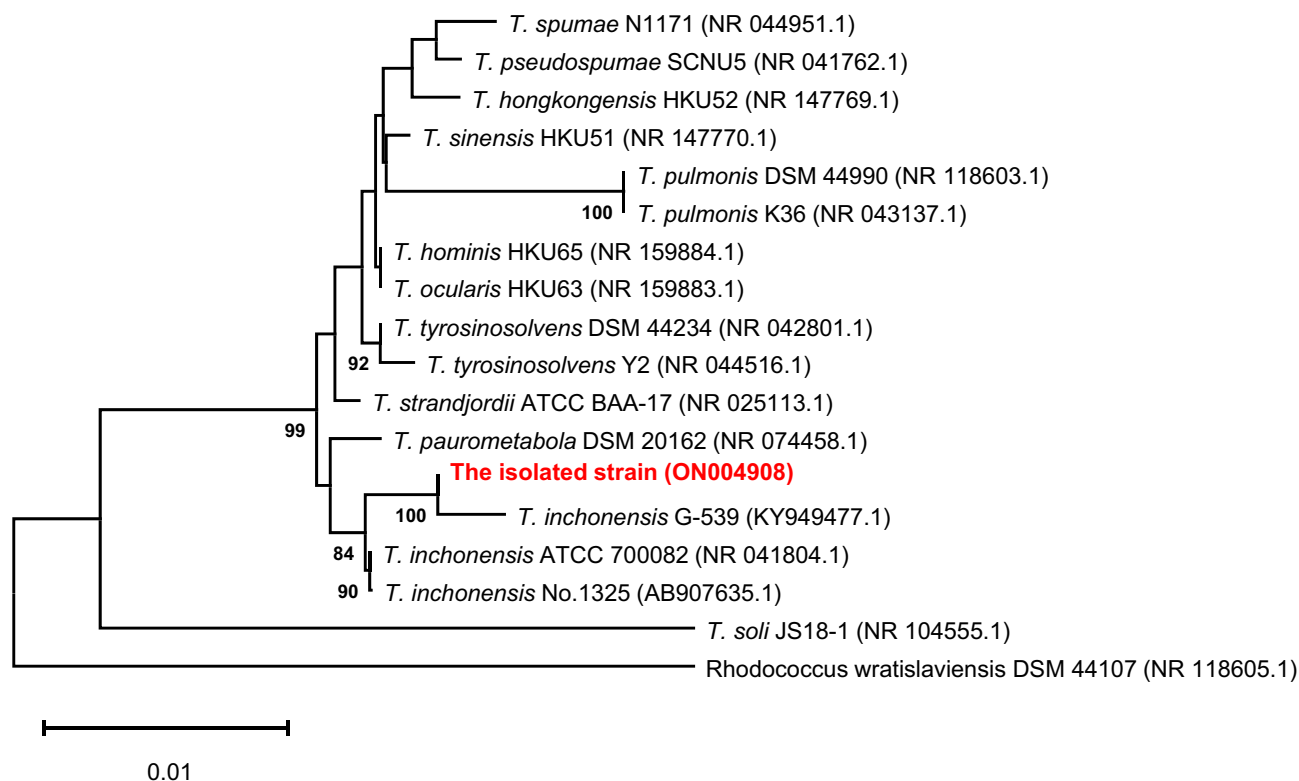 T. spumae N1171 (NR 044951.1)
T. pseudospumae SCNU5 (NR 041762.1)
T. hongkongensis HKU52 (NR 147769.1)
T. sinensis HKU51 (NR 147770.1)
T. pulmonis DSM 44990 (NR 118603.1)
100
T. pulmonis K36 (NR 043137.1)
T. hominis HKU65 (NR 159884.1)
T. ocularis HKU63 (NR 159883.1)
T. tyrosinosolvens DSM 44234 (NR 042801.1)
92
T. tyrosinosolvens Y2 (NR 044516.1)
T. strandjordii ATCC BAA-17 (NR 025113.1)
99
T. paurometabola DSM 20162 (NR 074458.1)
The isolated strain (ON004908)
100
T. inchonensis G-539 (KY949477.1)
84
T. inchonensis ATCC 700082 (NR 041804.1)
90
T. inchonensis No.1325 (AB907635.1)
T. soli JS18-1 (NR 104555.1)
Rhodococcus wratislaviensis DSM 44107 (NR 118605.1)
0.01